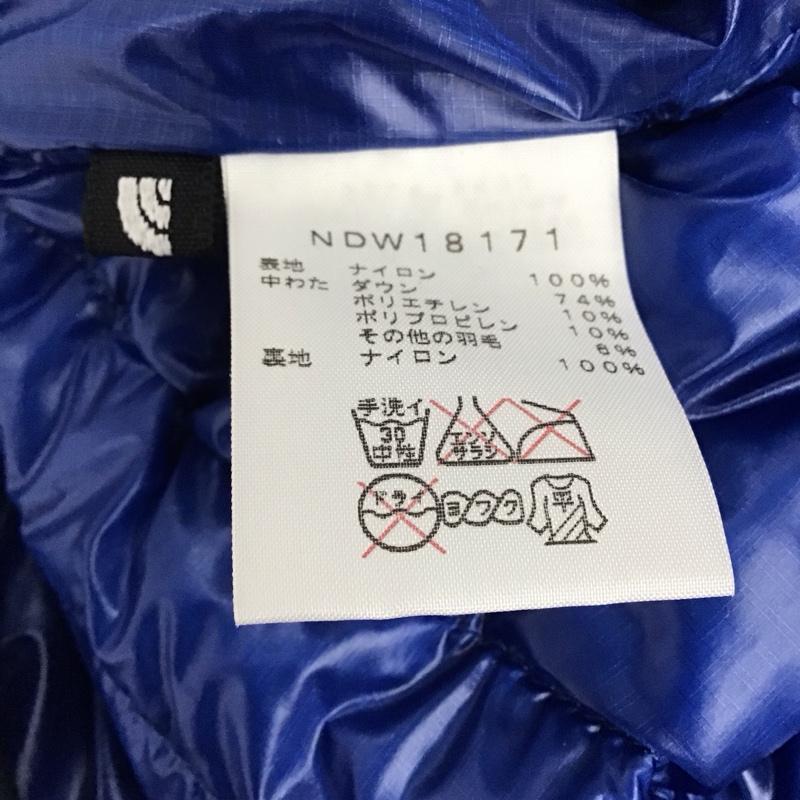 NDW18171
表地 ナイロン 100%
中わた ダウン 74%
ポリエチレン 10%
ポリプロピレン 10%
その他の羽毛 6%
裏地 ナイロン 100%
手洗イ
30
中性
エンソ
サラシ
ドライ
ヨワク
平